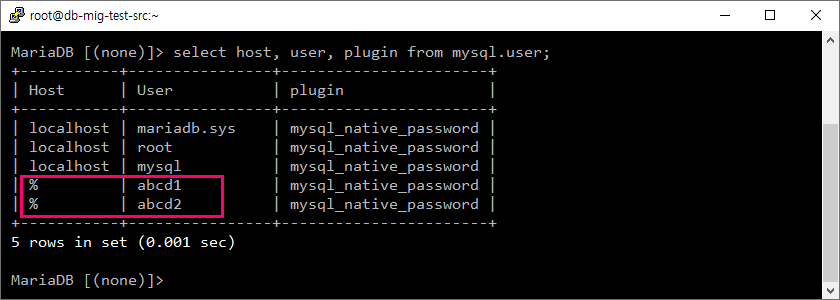 root@db-mig-test-src:~
MariaDB [(none)]> select host, user, plugin from mysql.user;
+-----------+----------------+-----------------------+
| Host      | User           | plugin                |
+-----------+----------------+-----------------------+
| localhost | mariadb.sys    | mysql_native_password |
| localhost | root           | mysql_native_password |
| localhost | mysql          | mysql_native_password |
| %         | abcd1          | mysql_native_password |
| %         | abcd2          | mysql_native_password |
+-----------+----------------+-----------------------+
5 rows in set (0.001 sec)
MariaDB [(none)]>